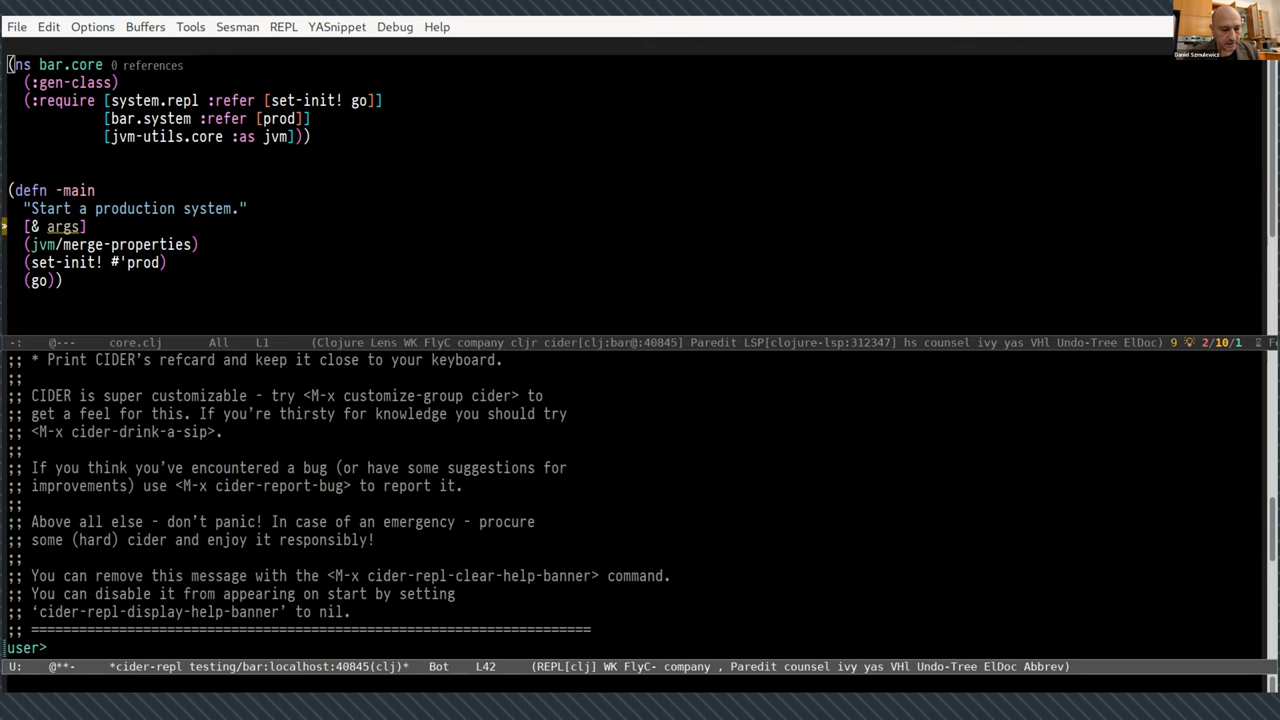 File Edit Options Buffers Tools Sesman REPL YASnippet Debug Help
Daniel Szmulewicz
(ns bar.core 0 references
(:gen-class)
(:require [system.repl :refer [set-init! go]]
[bar.system :refer [prod]]
[jvm-utils.core :as jvm]))
(defn -main
"Start a production system."
» [& args]
(jvm/merge-properties)
(set-init! #'prod)
(go))
-: @--- core.clj All L1 (Clojure Lens WK FlyC company cljr cider[clj:bar@:40845] Paredit LSP[clojure-lsp:312347] hs counsel ivy yas VHl Undo-Tree ElDoc) 9 2/10/1
;; * Print CIDER’s refcard and keep it close to your keyboard.
;;
;; CIDER is super customizable - try <M-x customize-group cider> to
;; get a feel for this. If you’re thirsty for knowledge you should try
;; <M-x cider-drink-a-sip>.
;;
;; If you think you’ve encountered a bug (or have some suggestions for
;; improvements) use <M-x cider-report-bug> to report it.
;;
;; Above all else - don’t panic! In case of an emergency - procure
;; some (hard) cider and enjoy it responsibly!
;;
;; You can remove this message with the <M-x cider-repl-clear-help-banner> command.
;; You can disable it from appearing on start by setting
;; ‘cider-repl-display-help-banner’ to nil.
;; ======================================================================
user>
U: @**- *cider-repl testing/bar:localhost:40845(clj)* Bot L42 (REPL[clj] WK FlyC- company , Paredit counsel ivy yas VHl Undo-Tree ElDoc Abbrev)